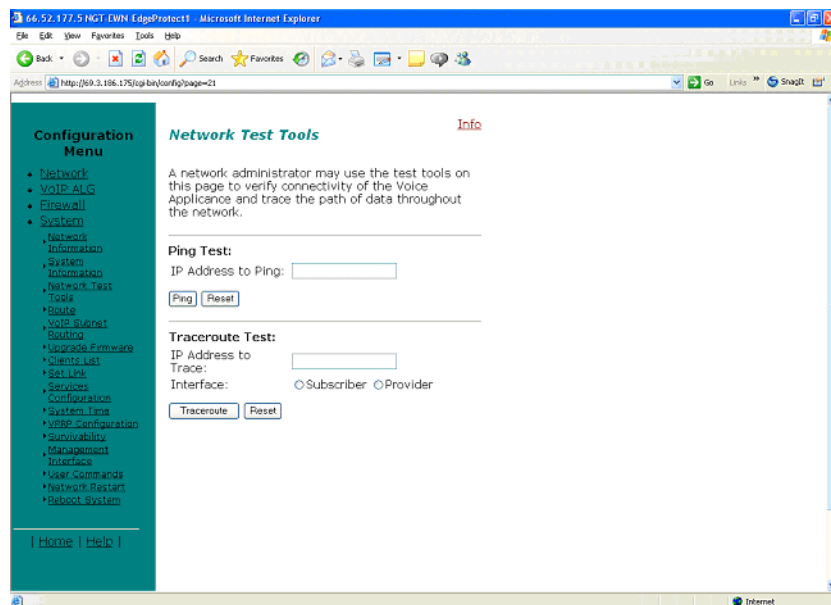 66.52.177.5 NGT-EWN-EdgeProtect1 - Microsoft Internet Explorer
File Edit View Favorites Tools Help
Back Search Favorites
Address http://69.3.186.175/cgi-bin/config?page=21 Go Links » SnagIt
Configuration Menu
Network
VoIP ALG
Firewall
System
Network Information
System Information
Network Test Tools
Route
VoIP Subnet Routing
Upgrade Firmware
Clients List
Set Link
Services Configuration
System Time
VRRP Configuration
Survivability
Management Interface
User Commands
Network Restart
Reboot System
| Home | Help |
Info
Network Test Tools
A network administrator may use the test tools on
this page to verify connectivity of the Voice
Applicance and trace the path of data throughout
the network.
Ping Test:
IP Address to Ping:
Ping Reset
Traceroute Test:
IP Address to
Trace:
Interface: Subscriber Provider
Traceroute Reset
Internet